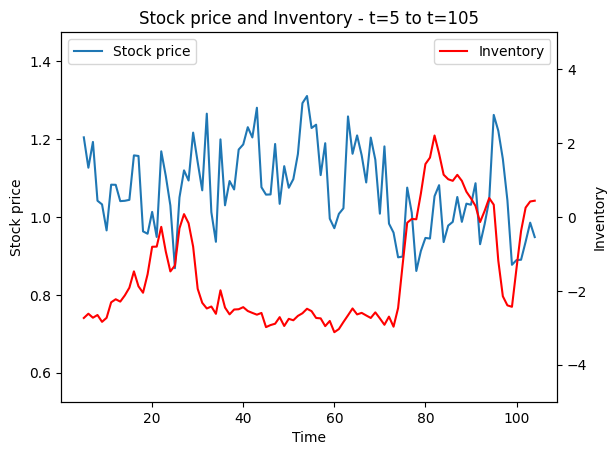 Stock price and Inventory - t=5 to t=105
Stock price
Inventory
1.4
1.2
1.0
0.8
0.6
4
2
0
−2
−4
Stock price
Inventory
20
40
60
80
100
Time